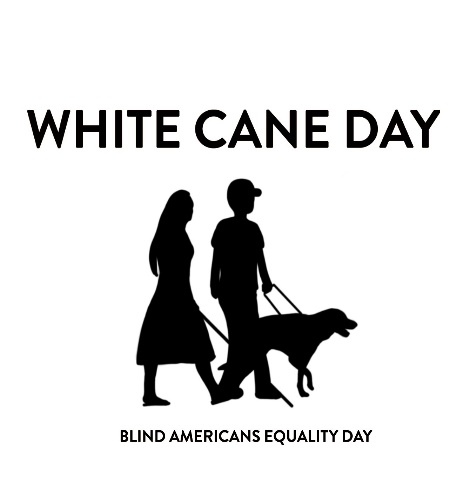 WHITE CANE DAY
BLIND AMERICANS EQUALITY DAY